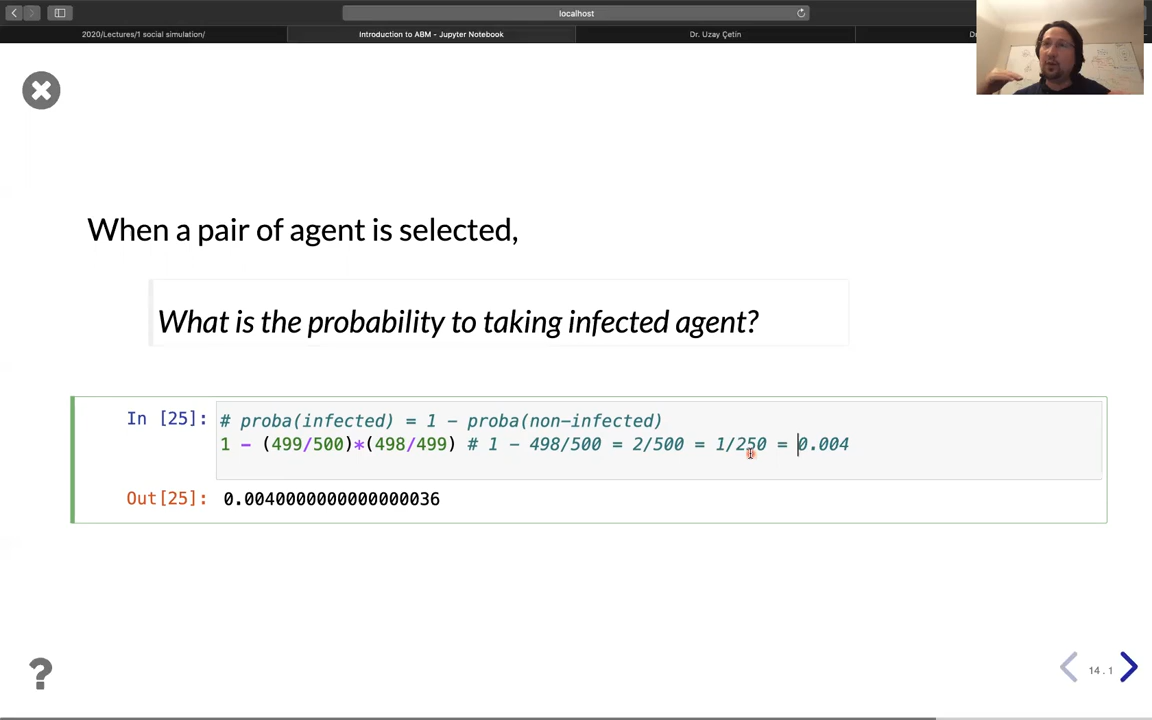 localhost
2020/Lectures/1 social simulation/
Introduction to ABM - Jupyter Notebook
Dr. Uzay Çetin
When a pair of agent is selected,
What is the probability to taking infected agent?
In [25]:
# proba(infected) = 1 - proba(non-infected)
1 - (499/500)*(498/499) # 1 - 498/500 = 2/500 = 1/250 = 0.004
Out[25]: 0.0040000000000000036
?
14.1